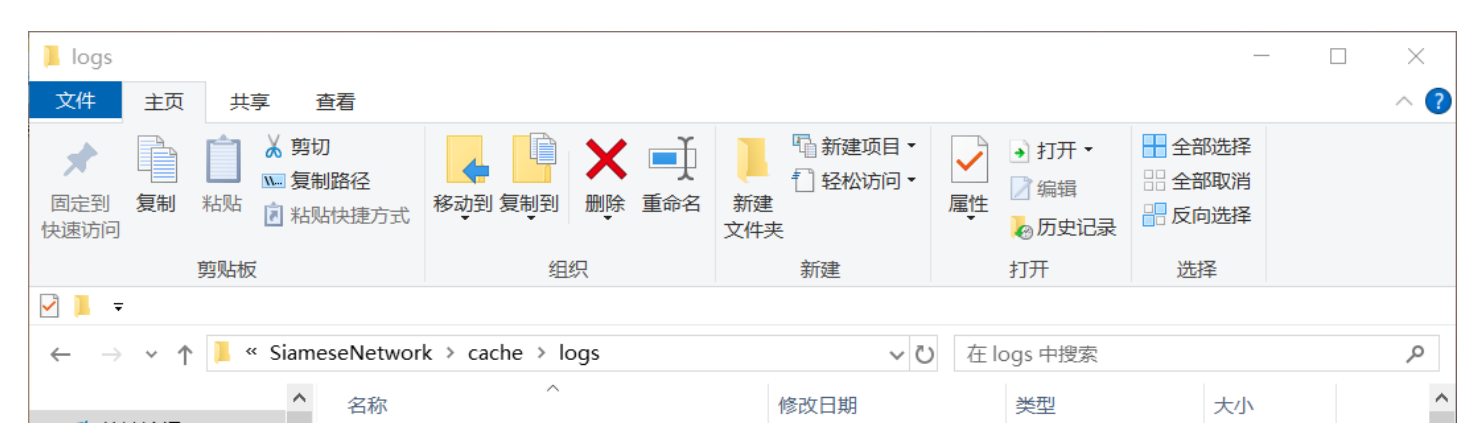 logs
文件 主页 共享 查看
固定到
快速访问
复制
粘贴
剪切
复制路径
粘贴快捷方式
剪贴板
移动到 复制到 删除 重命名
组织
新建
文件夹
新建项目
轻松访问
新建
属性
打开
编辑
历史记录
打开
全部选择
全部取消
反向选择
选择
« SiameseNetwork > cache > logs
在 logs 中搜索
名称 修改日期 类型 大小